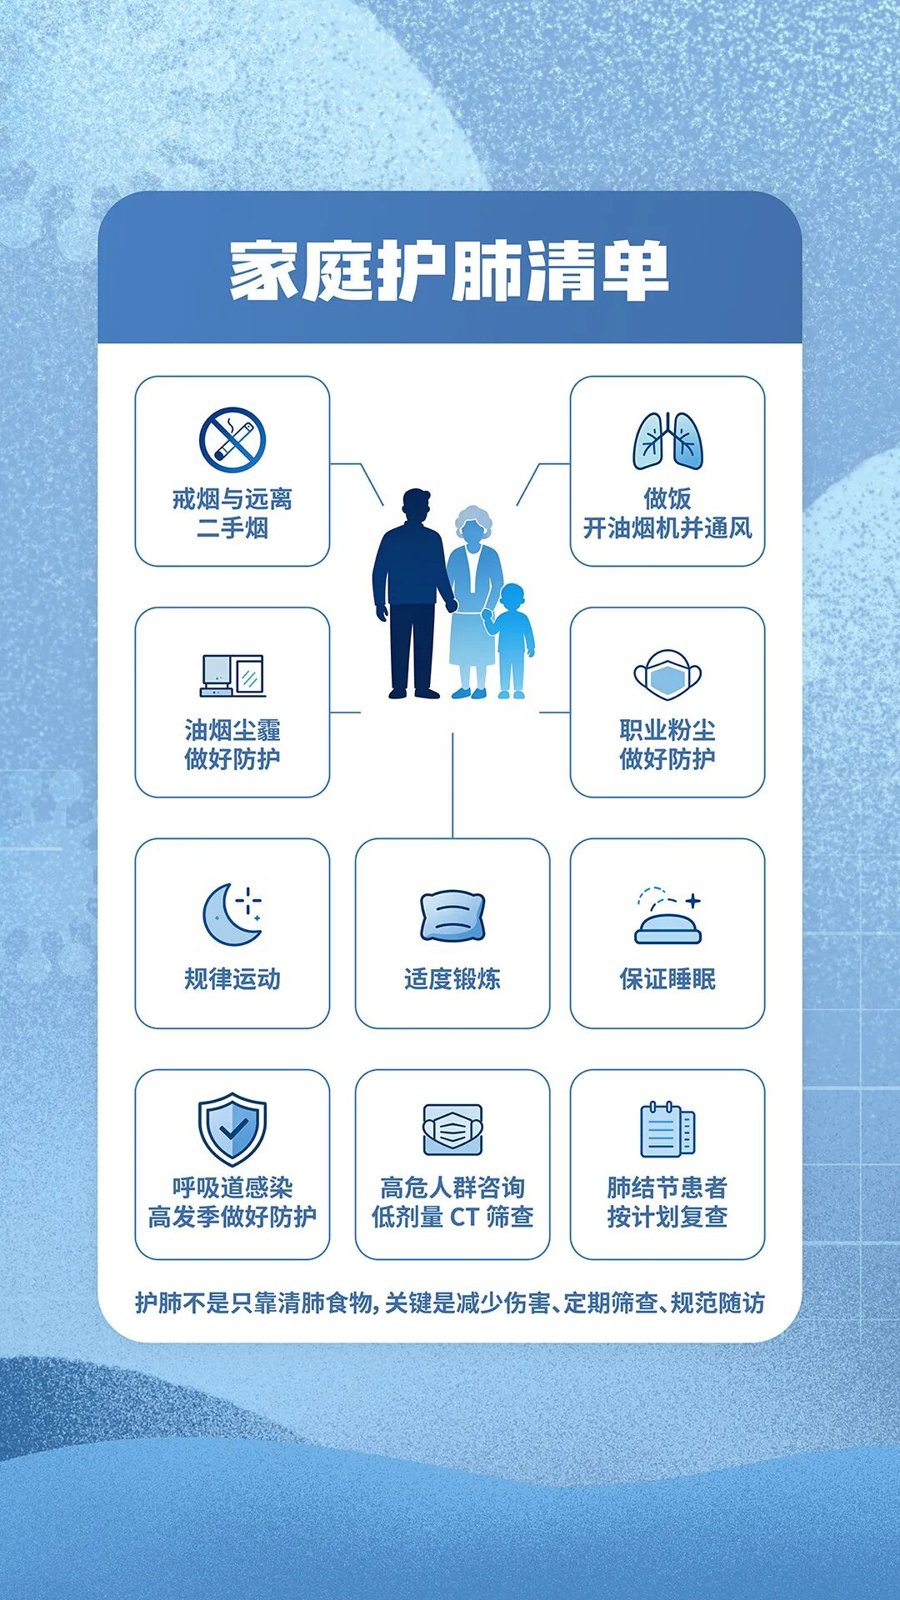 家庭护肺清单
戒烟与远离
二手烟
做饭
开油烟机并通风
油烟尘霾
做好防护
职业粉尘
做好防护
规律运动
适度锻炼
保证睡眠
呼吸道感染
高发季做好防护
高危人群咨询
低剂量 CT 筛查
肺结节患者
按计划复查
护肺不是只靠清肺食物,关键是减少伤害、定期筛查、规范随访